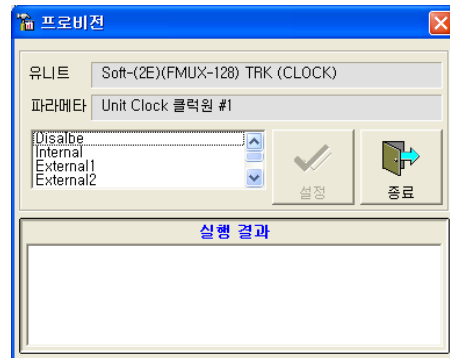 프로비전
유니트 Soft-(2E)(FMUX-128) TRK (CLOCK)
파라메타 Unit Clock 클럭원 #1
Disalbe
Internal
External1
External2
설정
종료
실행 결과